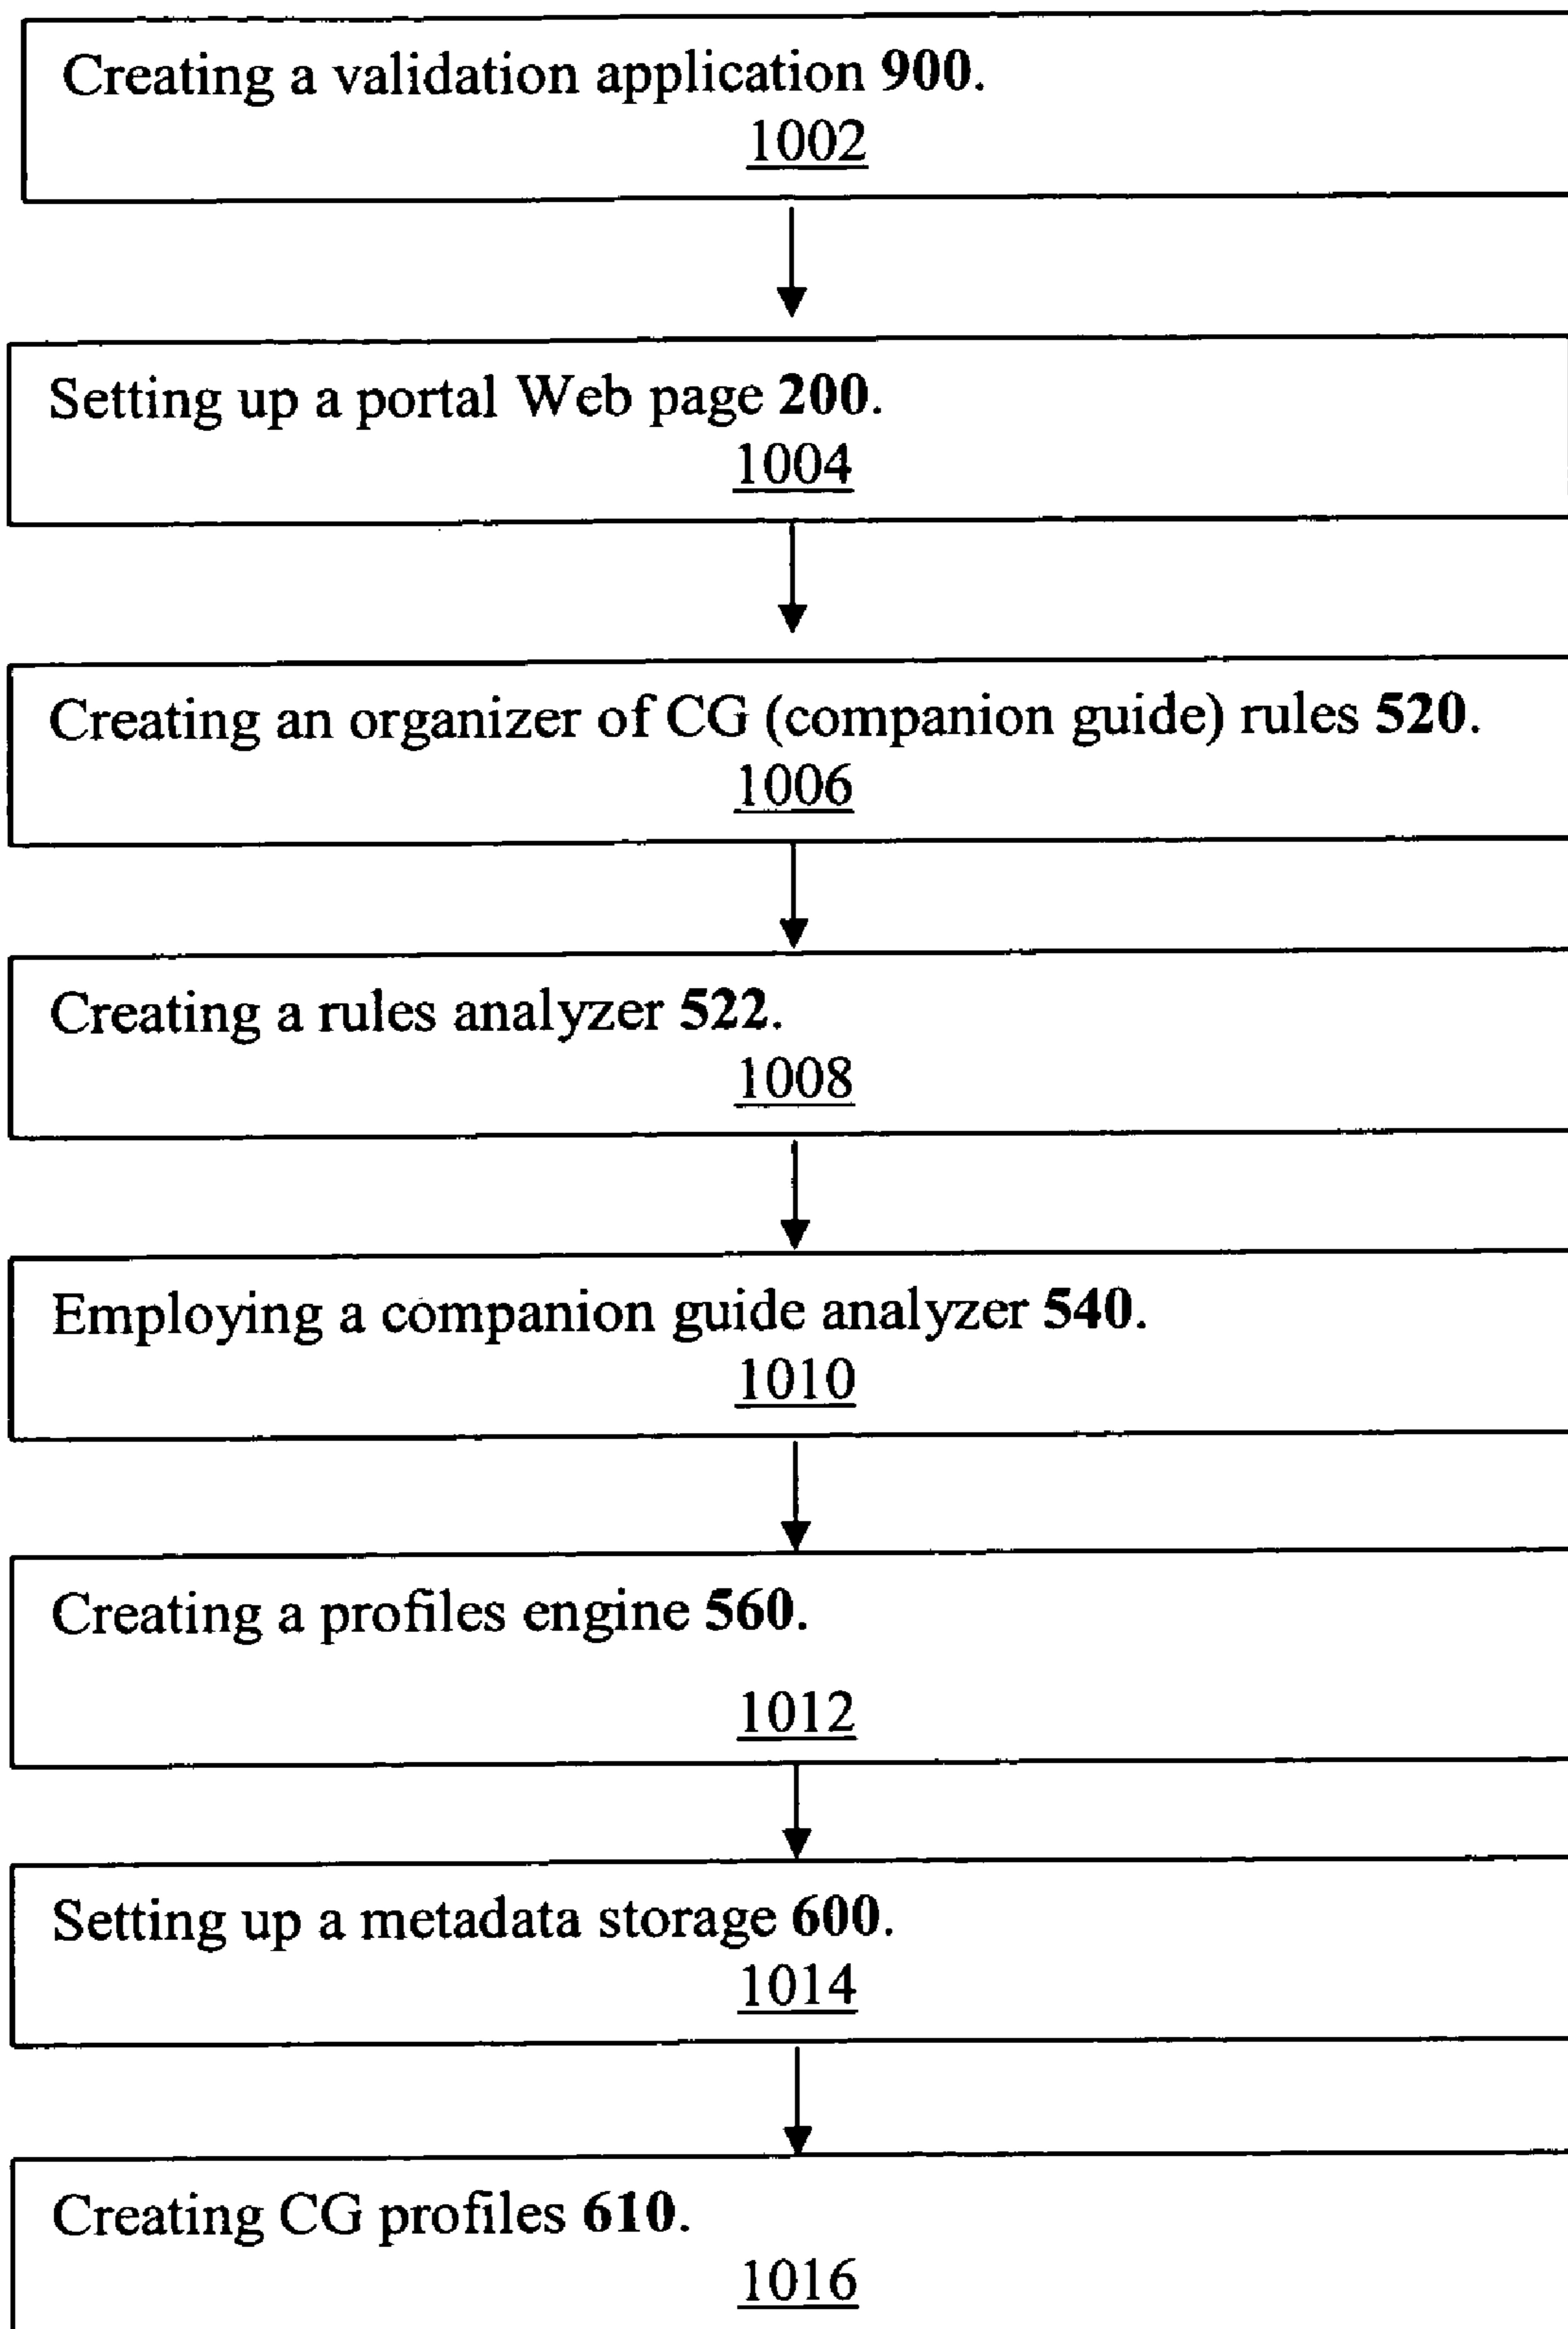 Creating a validation application 900.
1002
Setting up a portal Web page 200.
1004
Creating an organizer of CG (companion guide) rules 520.
1006
Creating a rules analyzer 522.
1008
Employing a companion guide analyzer 540.
1010
Creating a profiles engine 560.
1012
Setting up a metadata storage 600.
1014
Creating CG profiles 610.
1016